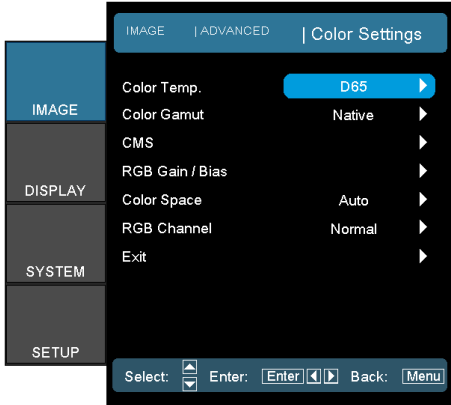 IMAGE | ADVANCED | Color Settings
IMAGE
DISPLAY
SYSTEM
SETUP
Color Temp. D65
Color Gamut Native
CMS
RGB Gain / Bias
Color Space Auto
RGB Channel Normal
Exit
Select: Enter: Enter Back: Menu